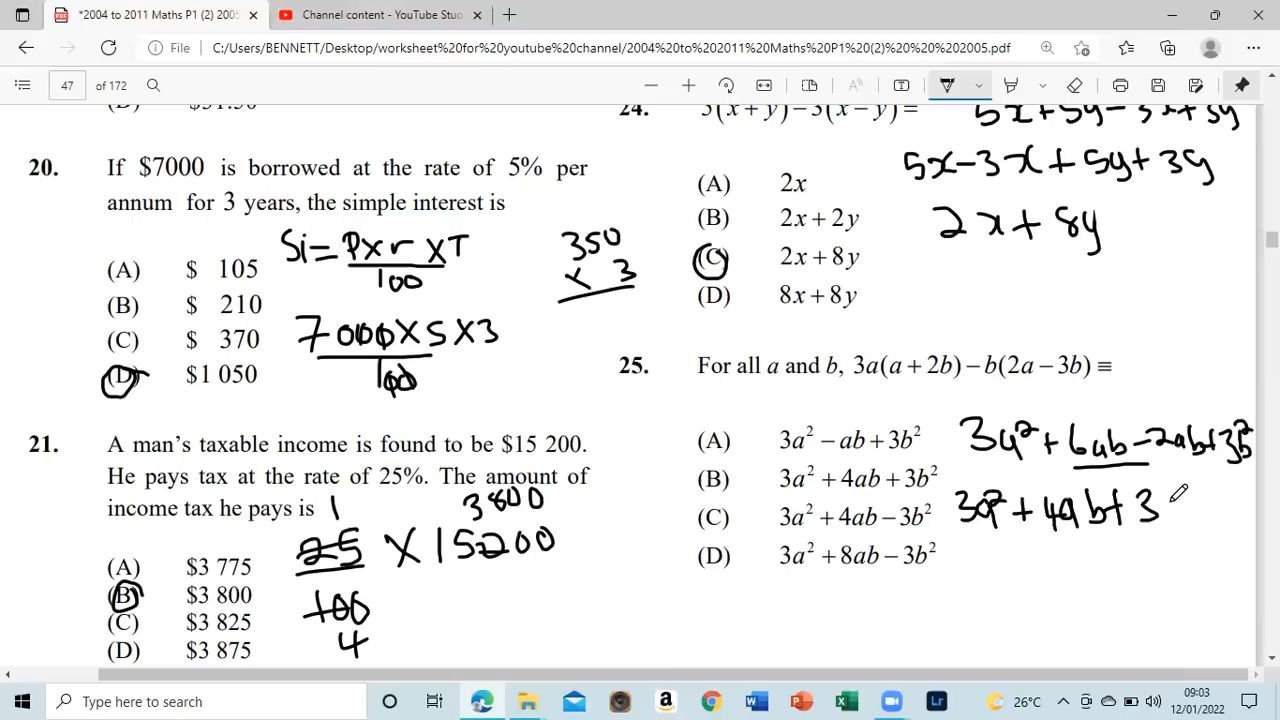 *2004 to 2011 Maths P1 (2) 2005
Channel content - YouTube Stu
File C:/Users/BENNETT/Desktop/worksheet%20for%20youtube%20channel/2004%20to%202011%20Maths%20P1%20(2)%20%20%202005.pdf
47 of 172
20. If $7000 is borrowed at the rate of 5% per
annum for 3 years, the simple interest is
(A) $ 105
(B) $ 210
(C) $ 370
(D) $1 050
Si = P x r x T
100
350
x 3
7000 x 5 x 3
100
21. A man's taxable income is found to be $15 200.
He pays tax at the rate of 25%. The amount of
income tax he pays is
(A) $3 775
(B) $3 800
(C) $3 825
(D) $3 875
1
3800
25 x 15200
100
4
24. 5(x + y) − 3(x − y) =
(A) 2x
(B) 2x + 2y
(C) 2x + 8y
(D) 8x + 8y
5x + 5y - 3x + 3y
5x - 3x + 5y + 3y
2x + 8y
25. For all a and b, 3a(a + 2b) − b(2a − 3b) ≡
(A) 3a² − ab + 3b²
(B) 3a² + 4ab + 3b²
(C) 3a² + 4ab − 3b²
(D) 3a² + 8ab − 3b²
3a² + 6ab - 2ab + 3b²
3a² + 4ab + 3
Type here to search
26°C
09:03
12/01/2022